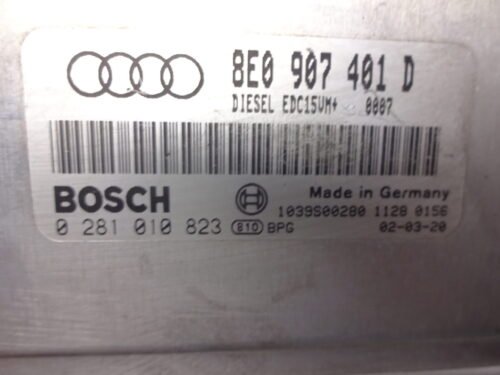 8E0 907 401 D
DIESEL EDC15VM+ 0007
BOSCH
Made in Germany
1039S00280 1128 0156
0 281 010 823 810 BPG 02-03-20